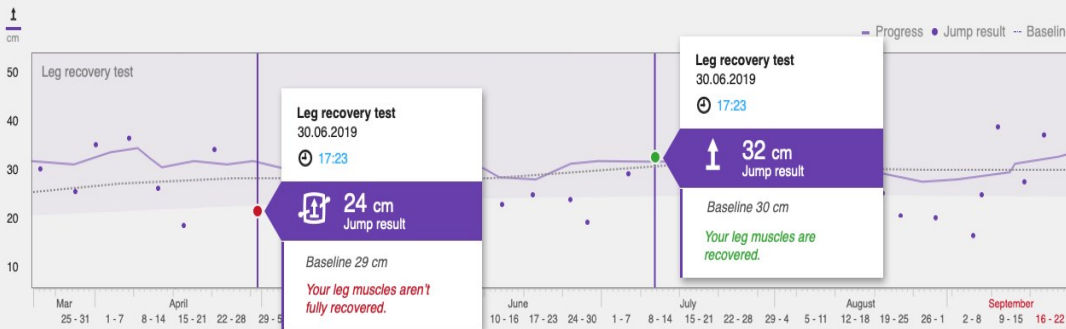 cm
Progress Jump result Baselin
Leg recovery test
50
40
30
20
10
Leg recovery test
30.06.2019
17:23
24 cm
Jump result
Baseline 29 cm
Your leg muscles aren't
fully recovered.
Leg recovery test
30.06.2019
17:23
32 cm
Jump result
Baseline 30 cm
Your leg muscles are
recovered.
Mar April June July August September
25 - 31 1 - 7 8 - 14 15 - 21 22 - 28 29 - 5 10 - 16 17 - 23 24 - 30 1 - 7 8 - 14 15 - 21 22 - 28 29 - 4 5 - 11 12 - 18 19 - 25 26 - 1 2 - 8 9 - 15 16 - 22